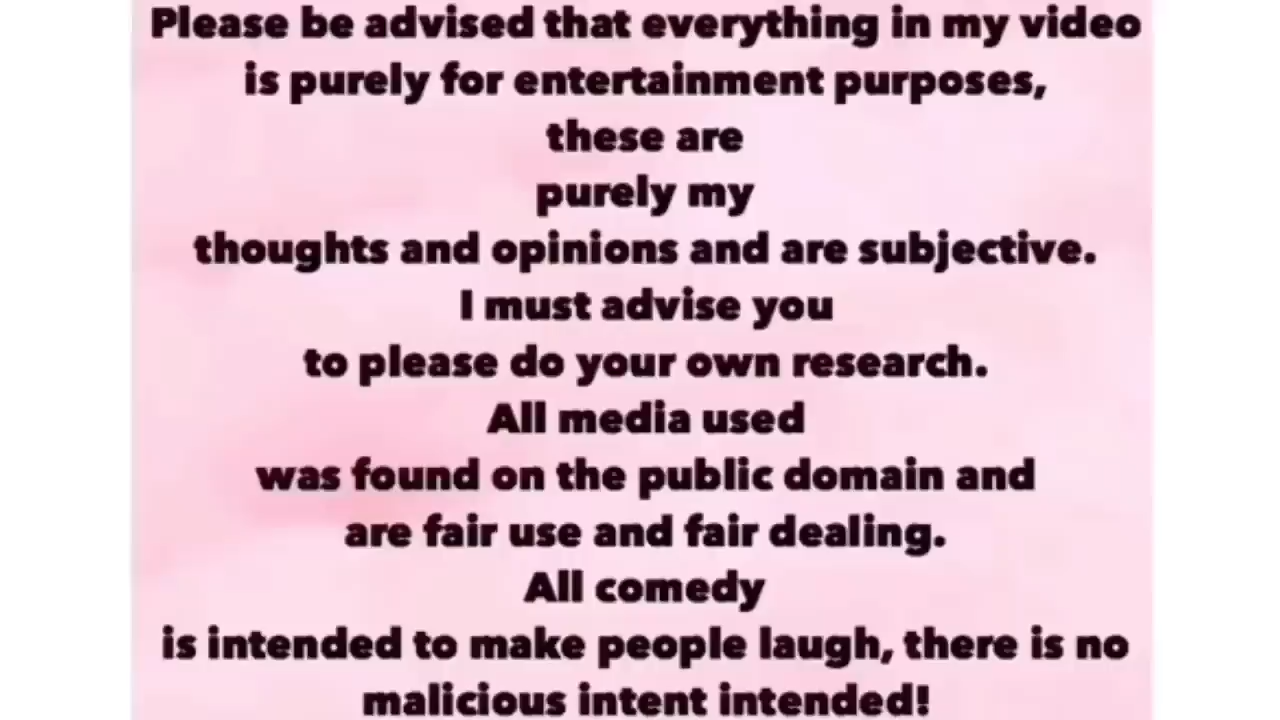 Please be advised that everything in my video
is purely for entertainment purposes,
these are
purely my
thoughts and opinions and are subjective.
I must advise you
to please do your own research.
All media used
was found on the public domain and
are fair use and fair dealing.
All comedy
is intended to make people laugh, there is no
malicious intent intended!